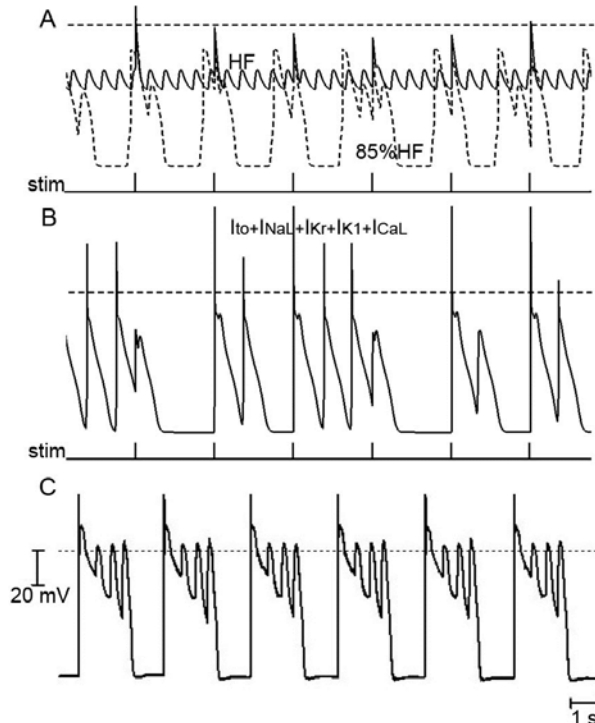 A
HF
85%HF
stim
B
Ito+INaL+IKr+IK1+ICaL
stim
C
20 mV
1 s